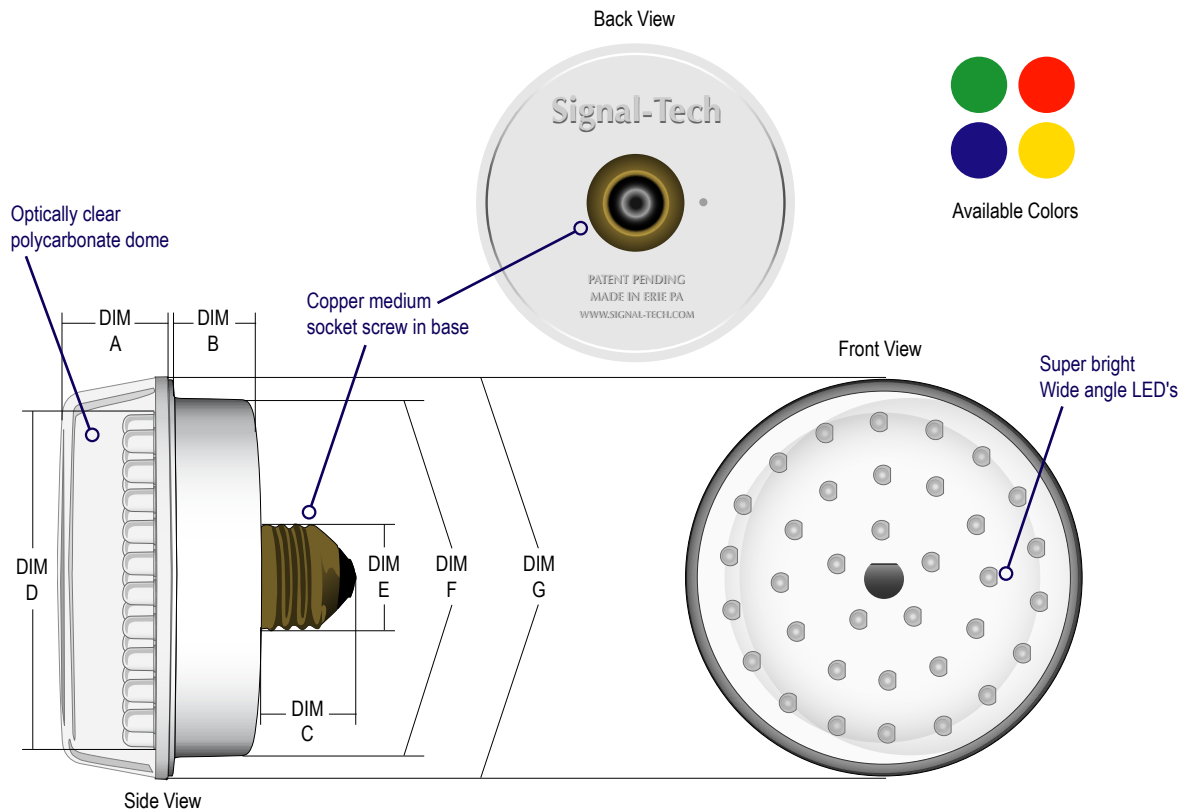 Back View
Signal-Tech
PATENT PENDING
MADE IN ERIE PA
WWW.SIGNAL-TECH.COM
Available Colors
Optically clear
polycarbonate dome
Copper medium
socket screw in base
DIM
A
DIM
B
Front View
Super bright
Wide angle LED's
DIM
D
DIM
E
DIM
F
DIM
G
DIM
C
Side View